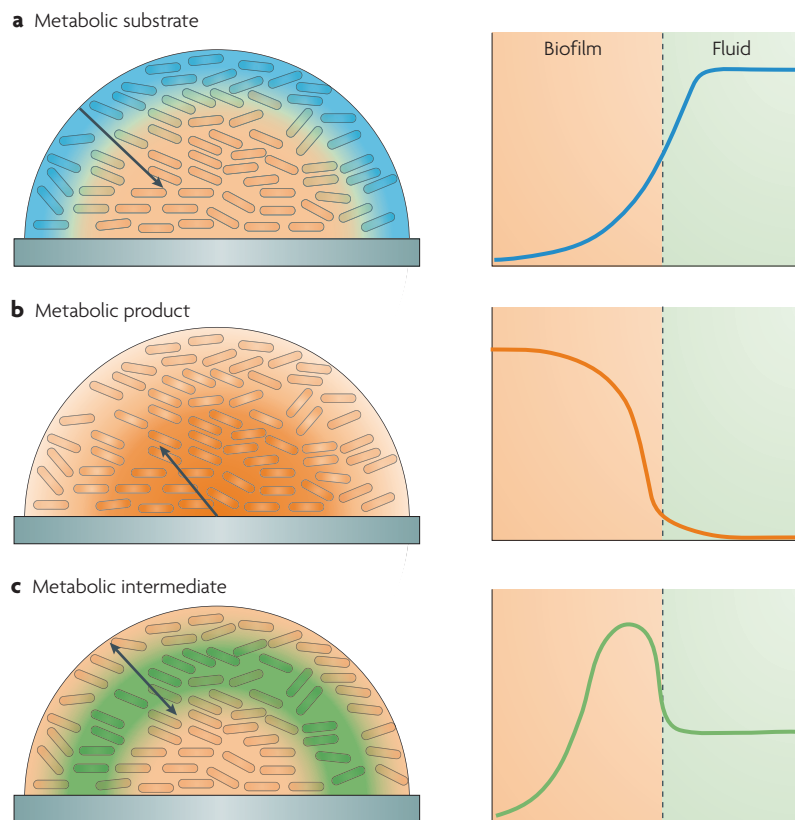 a Metabolic substrate
Biofilm Fluid
b Metabolic product
c Metabolic intermediate